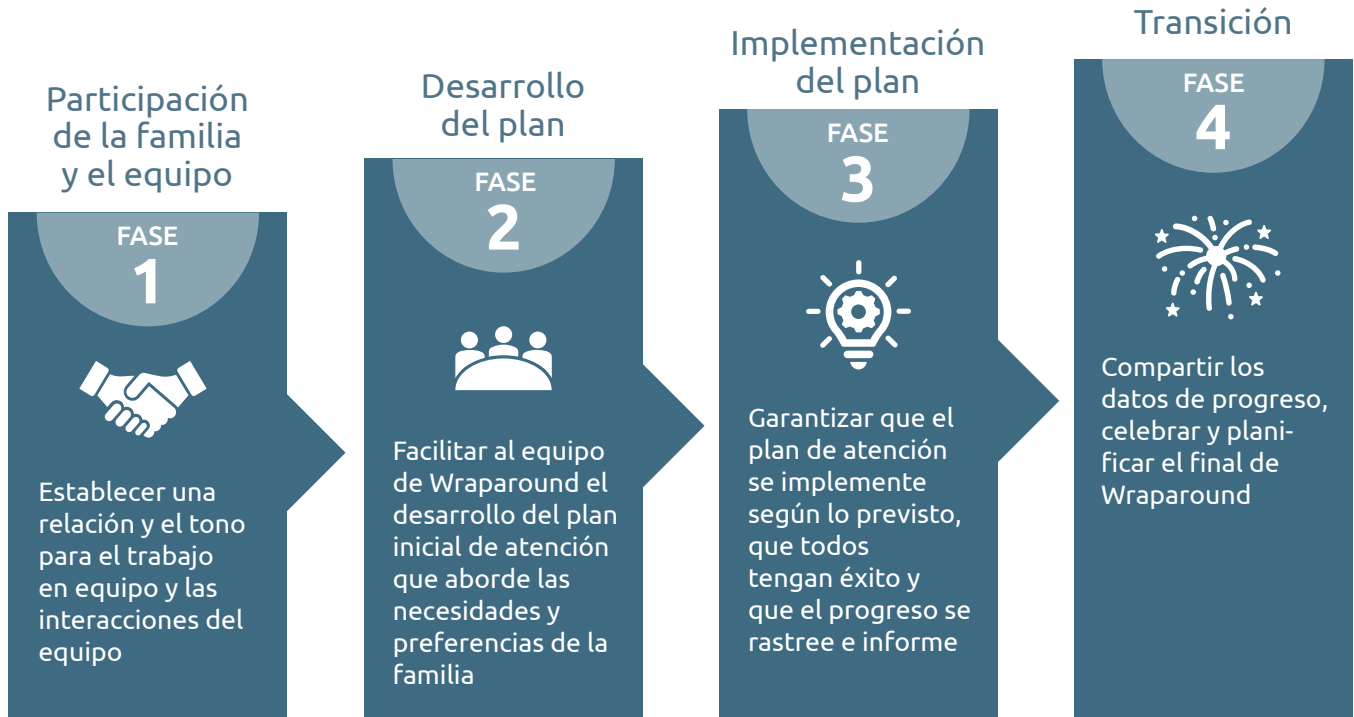 Participación
de la familia
y el equipo
FASE
1
Establecer una
relación y el tono
para el trabajo
en equipo y las
interacciones del
equipo
Desarrollo
del plan
FASE
2
Facilitar al equipo
de Wraparound el
desarrollo del plan
inicial de atención
que aborde las
necesidades y
preferencias de la
familia
Implementación
del plan
FASE
3
Garantizar que el
plan de atención
se implemente
según lo previsto,
que todos
tengan éxito y
que el progreso se
rastree e informe
Transición
FASE
4
Compartir los
datos de progreso,
celebrar y plani-
ficar el final de
Wraparound